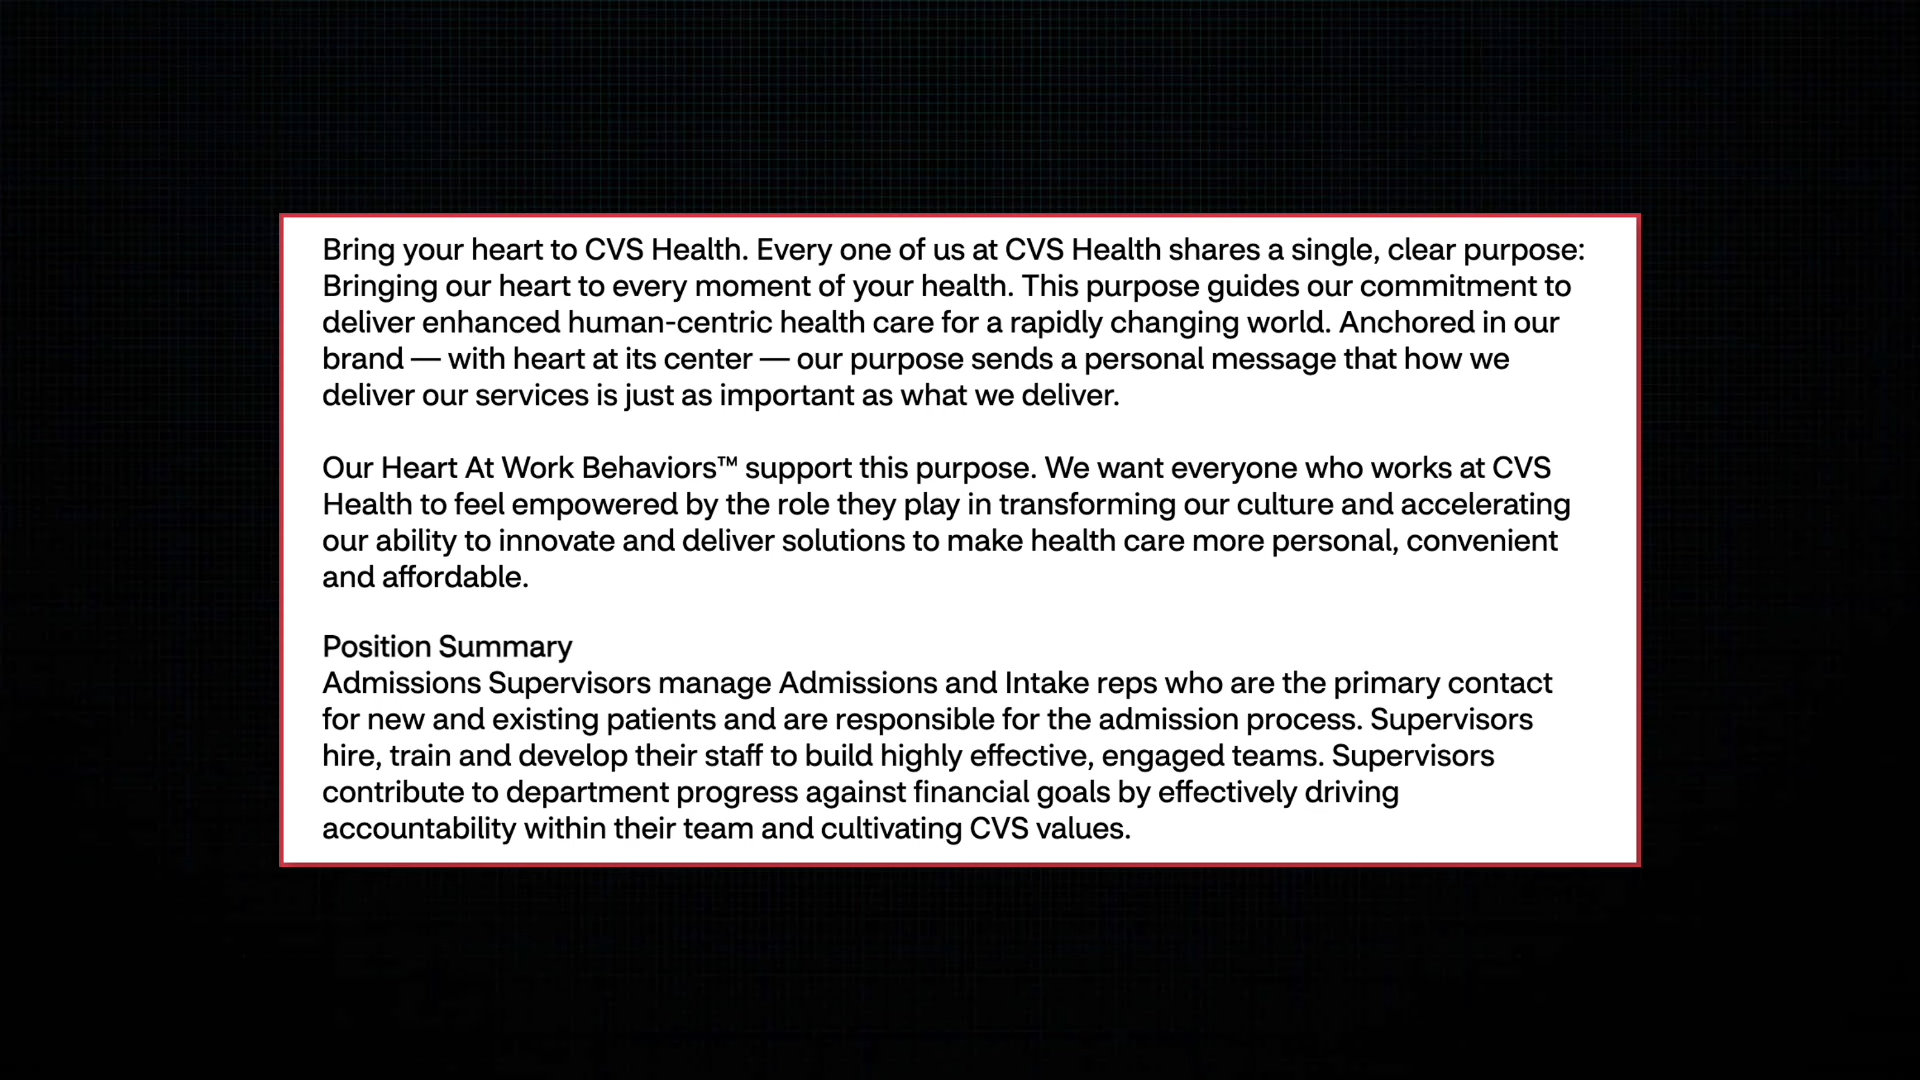 Bring your heart to CVS Health. Every one of us at CVS Health shares a single, clear purpose:
Bringing our heart to every moment of your health. This purpose guides our commitment to
deliver enhanced human-centric health care for a rapidly changing world. Anchored in our
brand — with heart at its center — our purpose sends a personal message that how we
deliver our services is just as important as what we deliver.
Our Heart At Work Behaviors™ support this purpose. We want everyone who works at CVS
Health to feel empowered by the role they play in transforming our culture and accelerating
our ability to innovate and deliver solutions to make health care more personal, convenient
and affordable.
Position Summary
Admissions Supervisors manage Admissions and Intake reps who are the primary contact
for new and existing patients and are responsible for the admission process. Supervisors
hire, train and develop their staff to build highly effective, engaged teams. Supervisors
contribute to department progress against financial goals by effectively driving
accountability within their team and cultivating CVS values.